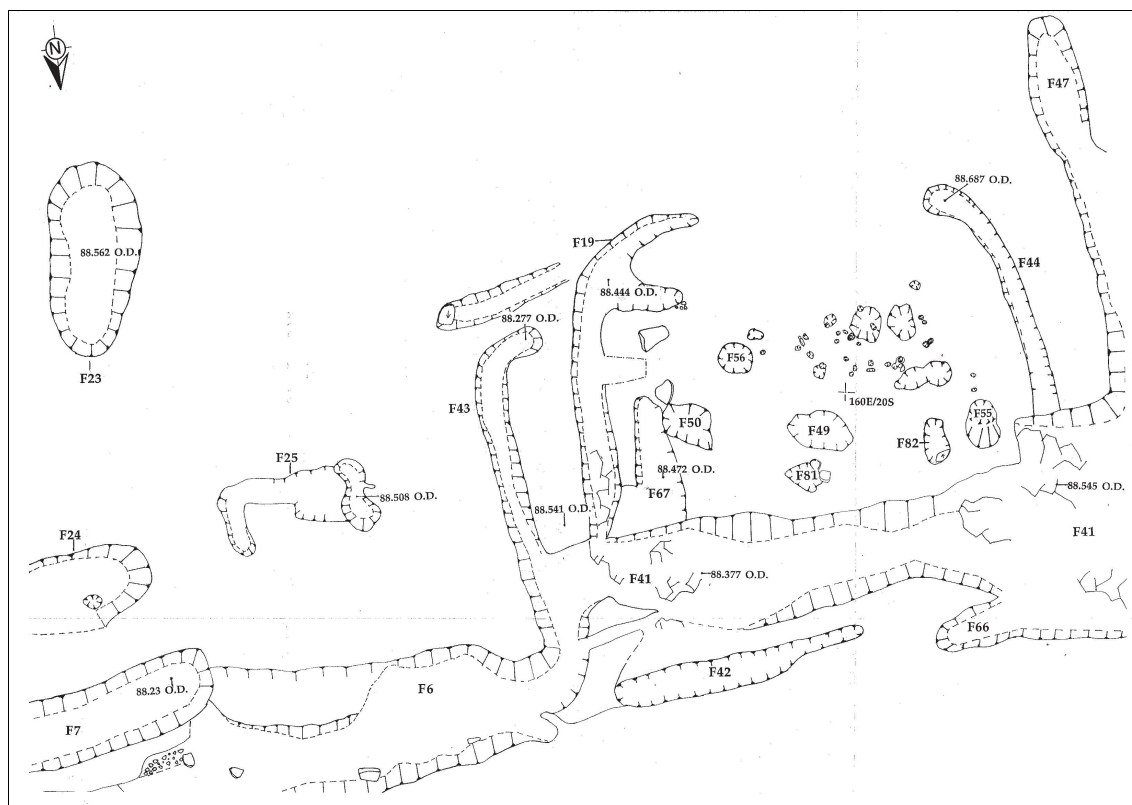 N
F47
88.687 O.D.
F19
88.562 O.D.
F44
88.444 O.D.
88.277 O.D.
F56
F23
160E/20S
F43
F55
F50
F49
F82
F25
88.472 O.D.
F81
88.545 O.D.
F67
88.508 O.D.
88.541 O.D.
F24
F41
F41
88.377 O.D.
F66
F42
88.23 O.D.
F6
F7